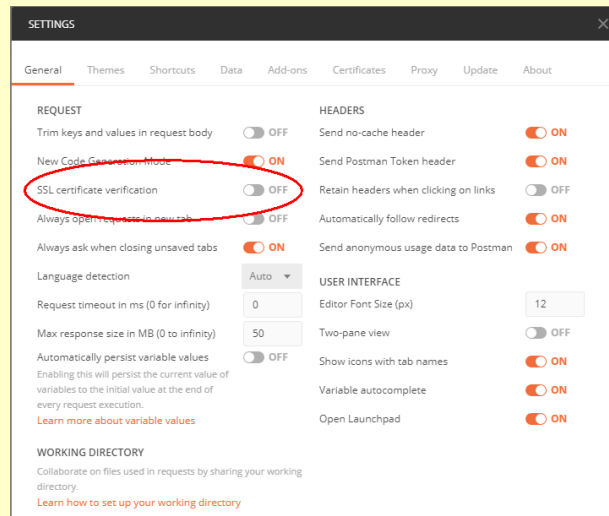 SETTINGS
General Themes Shortcuts Data Add-ons Certificates Proxy Update About
REQUEST
Trim keys and values in request body OFF
New Code Generation Mode ON
SSL certificate verification OFF
Always open requests in new tab OFF
Always ask when closing unsaved tabs ON
Language detection Auto
Request timeout in ms (0 for infinity) 0
Max response size in MB (0 to infinity) 50
Automatically persist variable values OFF
Enabling this will persist the current value of
variables to the initial value at the end of
every request execution.
Learn more about variable values
WORKING DIRECTORY
Collaborate on files used in requests by sharing your working
directory.
Learn how to set up your working directory
HEADERS
Send no-cache header ON
Send Postman Token header ON
Retain headers when clicking on links OFF
Automatically follow redirects ON
Send anonymous usage data to Postman ON
USER INTERFACE
Editor Font Size (px) 12
Two-pane view OFF
Show icons with tab names ON
Variable autocomplete ON
Open Launchpad ON